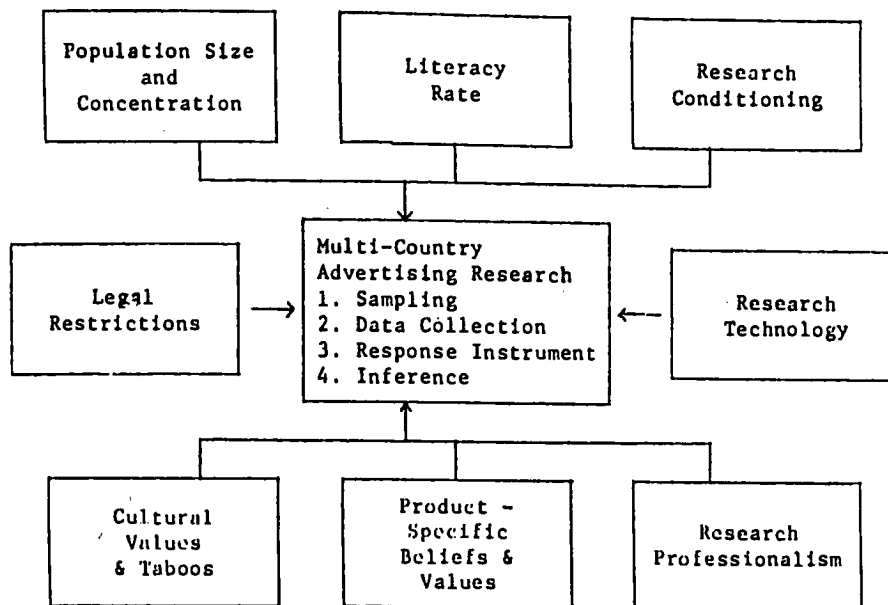 Population Size
and
Concentration
Literacy
Rate
Research
Conditioning
Legal
Restrictions
Multi-Country
Advertising Research
1. Sampling
2. Data Collection
3. Response Instrument
4. Inference
Research
Technology
Cultural
Values
& Taboos
Product -
Specific
Beliefs &
Values
Research
Professionalism